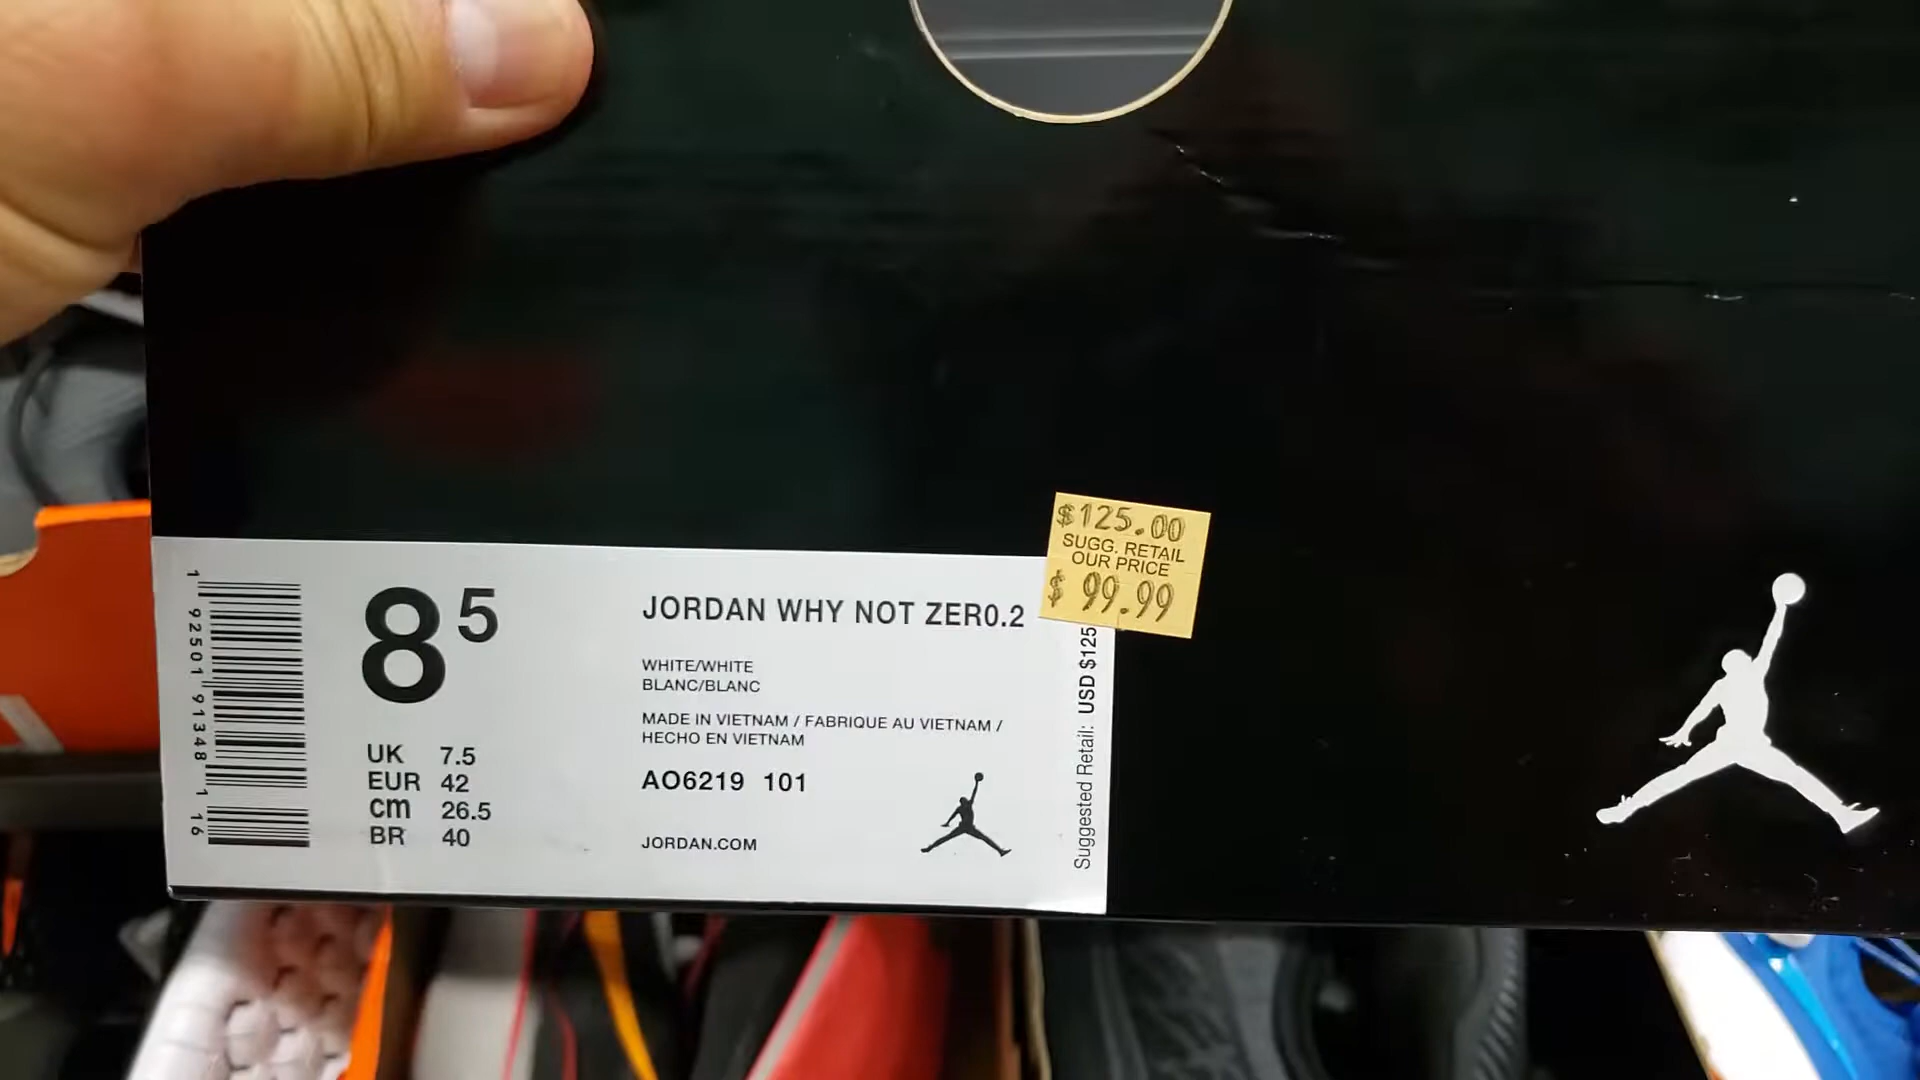 $125.00
SUGG. RETAIL
OUR PRICE
$ 99.99
1 92501 91348 1 16
8 5
UK 7.5
EUR 42
cm 26.5
BR 40
JORDAN WHY NOT ZER0.2
WHITE/WHITE
BLANC/BLANC
MADE IN VIETNAM / FABRIQUE AU VIETNAM /
HECHO EN VIETNAM
AO6219 101
JORDAN.COM
Suggested Retail: USD $125